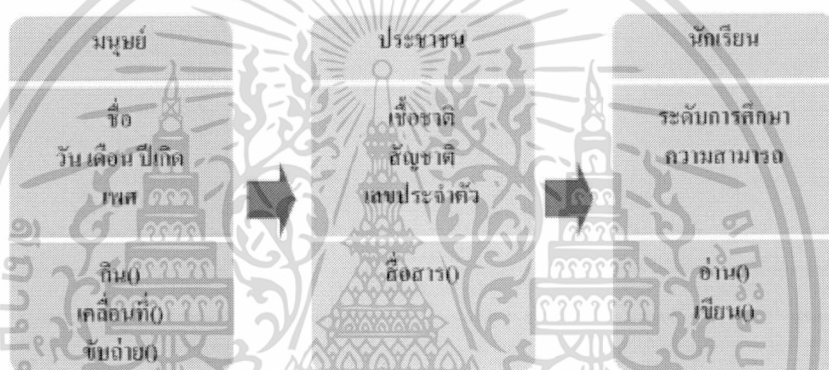 มนุษย์
ชื่อ
วัน เดือน ปีเกิด
เพศ
กิน()
เคลื่อนที่()
ขับถ่าย()
ประชาชน
เชื้อชาติ
สัญชาติ
เลขประจำตัว
สื่อสาร()
นักเรียน
ระดับการศึกษา
ความสามารถ
อ่าน()
เขียน()